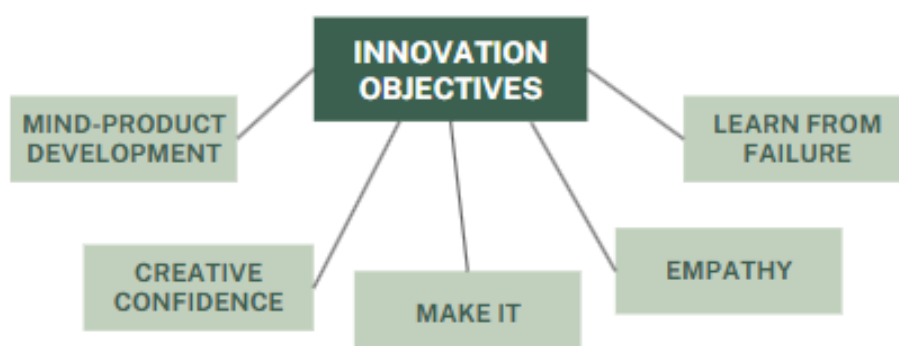 INNOVATION
OBJECTIVES
MIND-PRODUCT
DEVELOPMENT
LEARN FROM
FAILURE
CREATIVE
CONFIDENCE
MAKE IT
EMPATHY